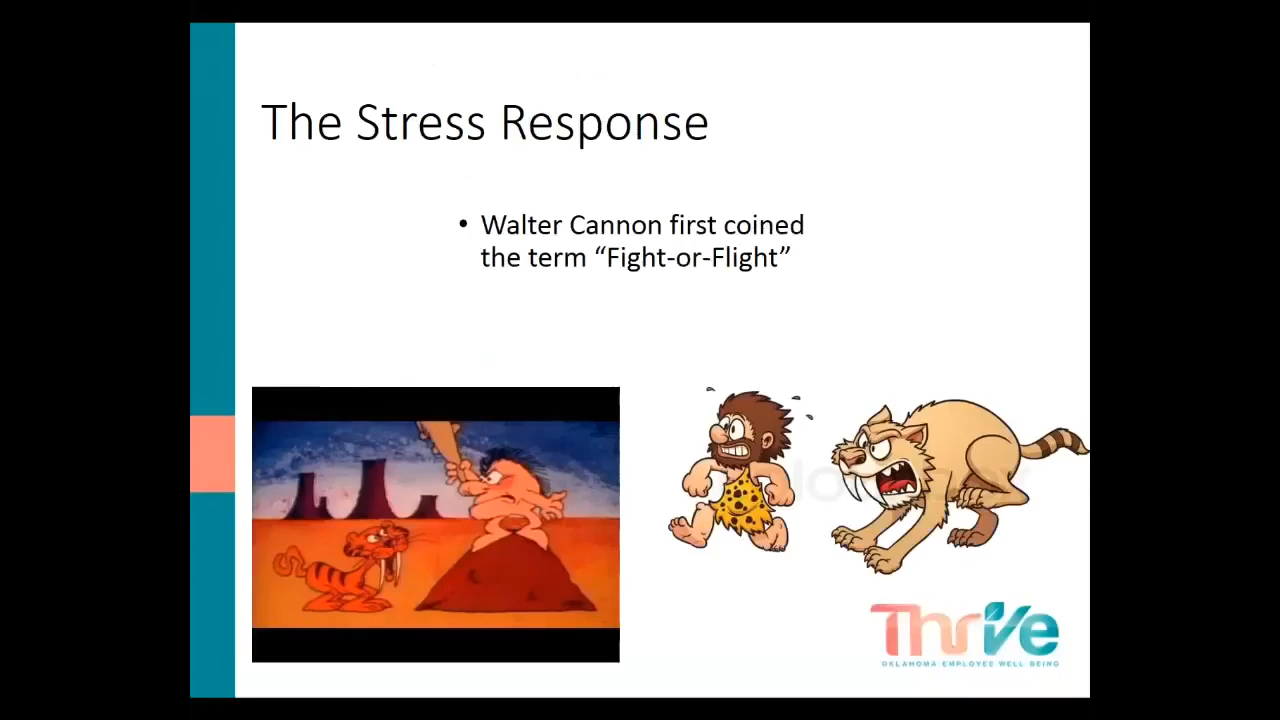 The Stress Response
• Walter Cannon first coined
the term “Fight-or-Flight”
Thrive
OKLAHOMA EMPLOYEE WELL BEING